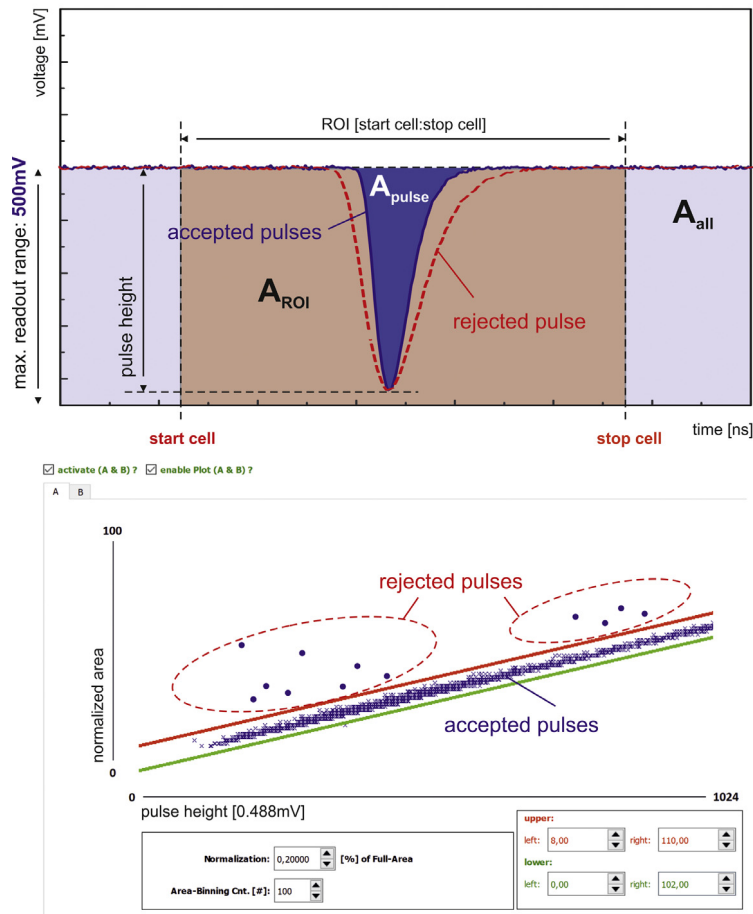 voltage [mV]
ROI [start cell:stop cell]
max. readout range: 500mV
pulse height
A pulse
accepted pulses
A ROI
rejected pulse
A all
time [ns]
start cell
stop cell
activate (A & B) ?
enable Plot (A & B) ?
A
B
100
normalized area
0
rejected pulses
accepted pulses
0
1024
pulse height [0.488mV]
Normalization: 0,20000 [%] of Full-Area
Area-Binning Cnt. [#]: 100
upper:
left: 8,00 right: 110,00
lower:
left: 0,00 right: 102,00